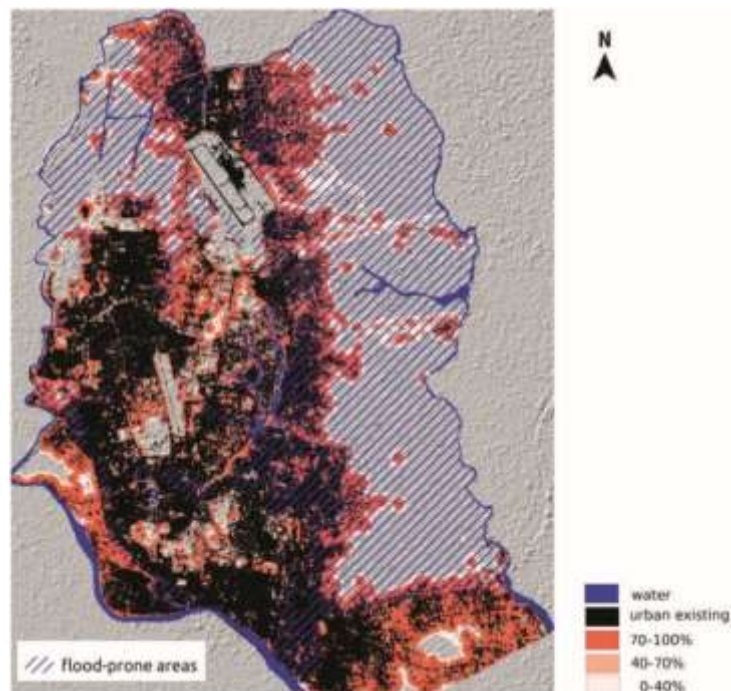 N
water
urban existing
70-100%
40-70%
0-40%
flood-prone areas